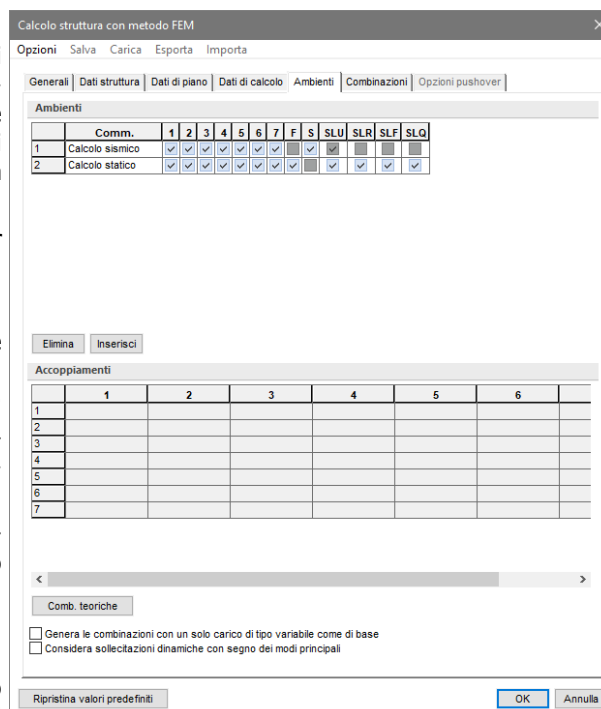 Calcolo struttura con metodo FEM
Opzioni Salva Carica Esporta Importa
Generali Dati struttura Dati di piano Dati di calcolo Ambienti Combinazioni Opzioni pushover
Ambienti
Comm. 1 2 3 4 5 6 7 F S SLU SLR SLF SLQ
1 Calcolo sismico
2 Calcolo statico
Elimina Inserisci
Accoppiamenti
1 2 3 4 5 6
1
2
3
4
5
6
7
Comb. teoriche
Genera le combinazioni con un solo carico di tipo variabile come di base
Considera sollecitazioni dinamiche con segno dei modi principali
Ripristina valori predefiniti OK Annulla